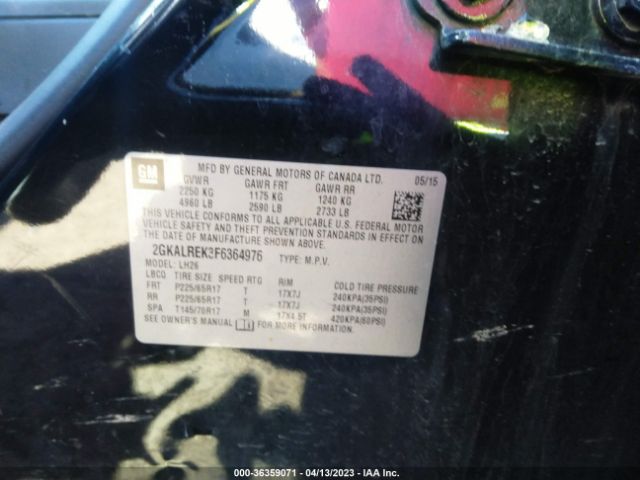 GM
MFD BY GENERAL MOTORS OF CANADA LTD. 05/15
GVWR GAWR FRT GAWR RR
2250 KG 1175 KG 1240 KG
4960 LB 2590 LB 2733 LB
THIS VEHICLE CONFORMS TO ALL APPLICABLE U.S. FEDERAL MOTOR
VEHICLE SAFETY AND THEFT PREVENTION STANDARDS IN EFFECT ON
THE DATE OF MANUFACTURE SHOWN ABOVE.
2GKALREK3F6364976 TYPE: M.P.V.
MODEL: LH26
LBCO TIRE SIZE SPEED RTG RIM COLD TIRE PRESSURE
FRT P225/65R17 T 17X7J 240KPA(35PSI)
RR P225/65R17 T 17X7J 240KPA(35PSI)
SPA T145/70R17 M 17X4.5T 420KPA(60PSI)
SEE OWNER'S MANUAL FOR MORE INFORMATION.
000-36359071 - 04/13/2023 - IAA Inc.